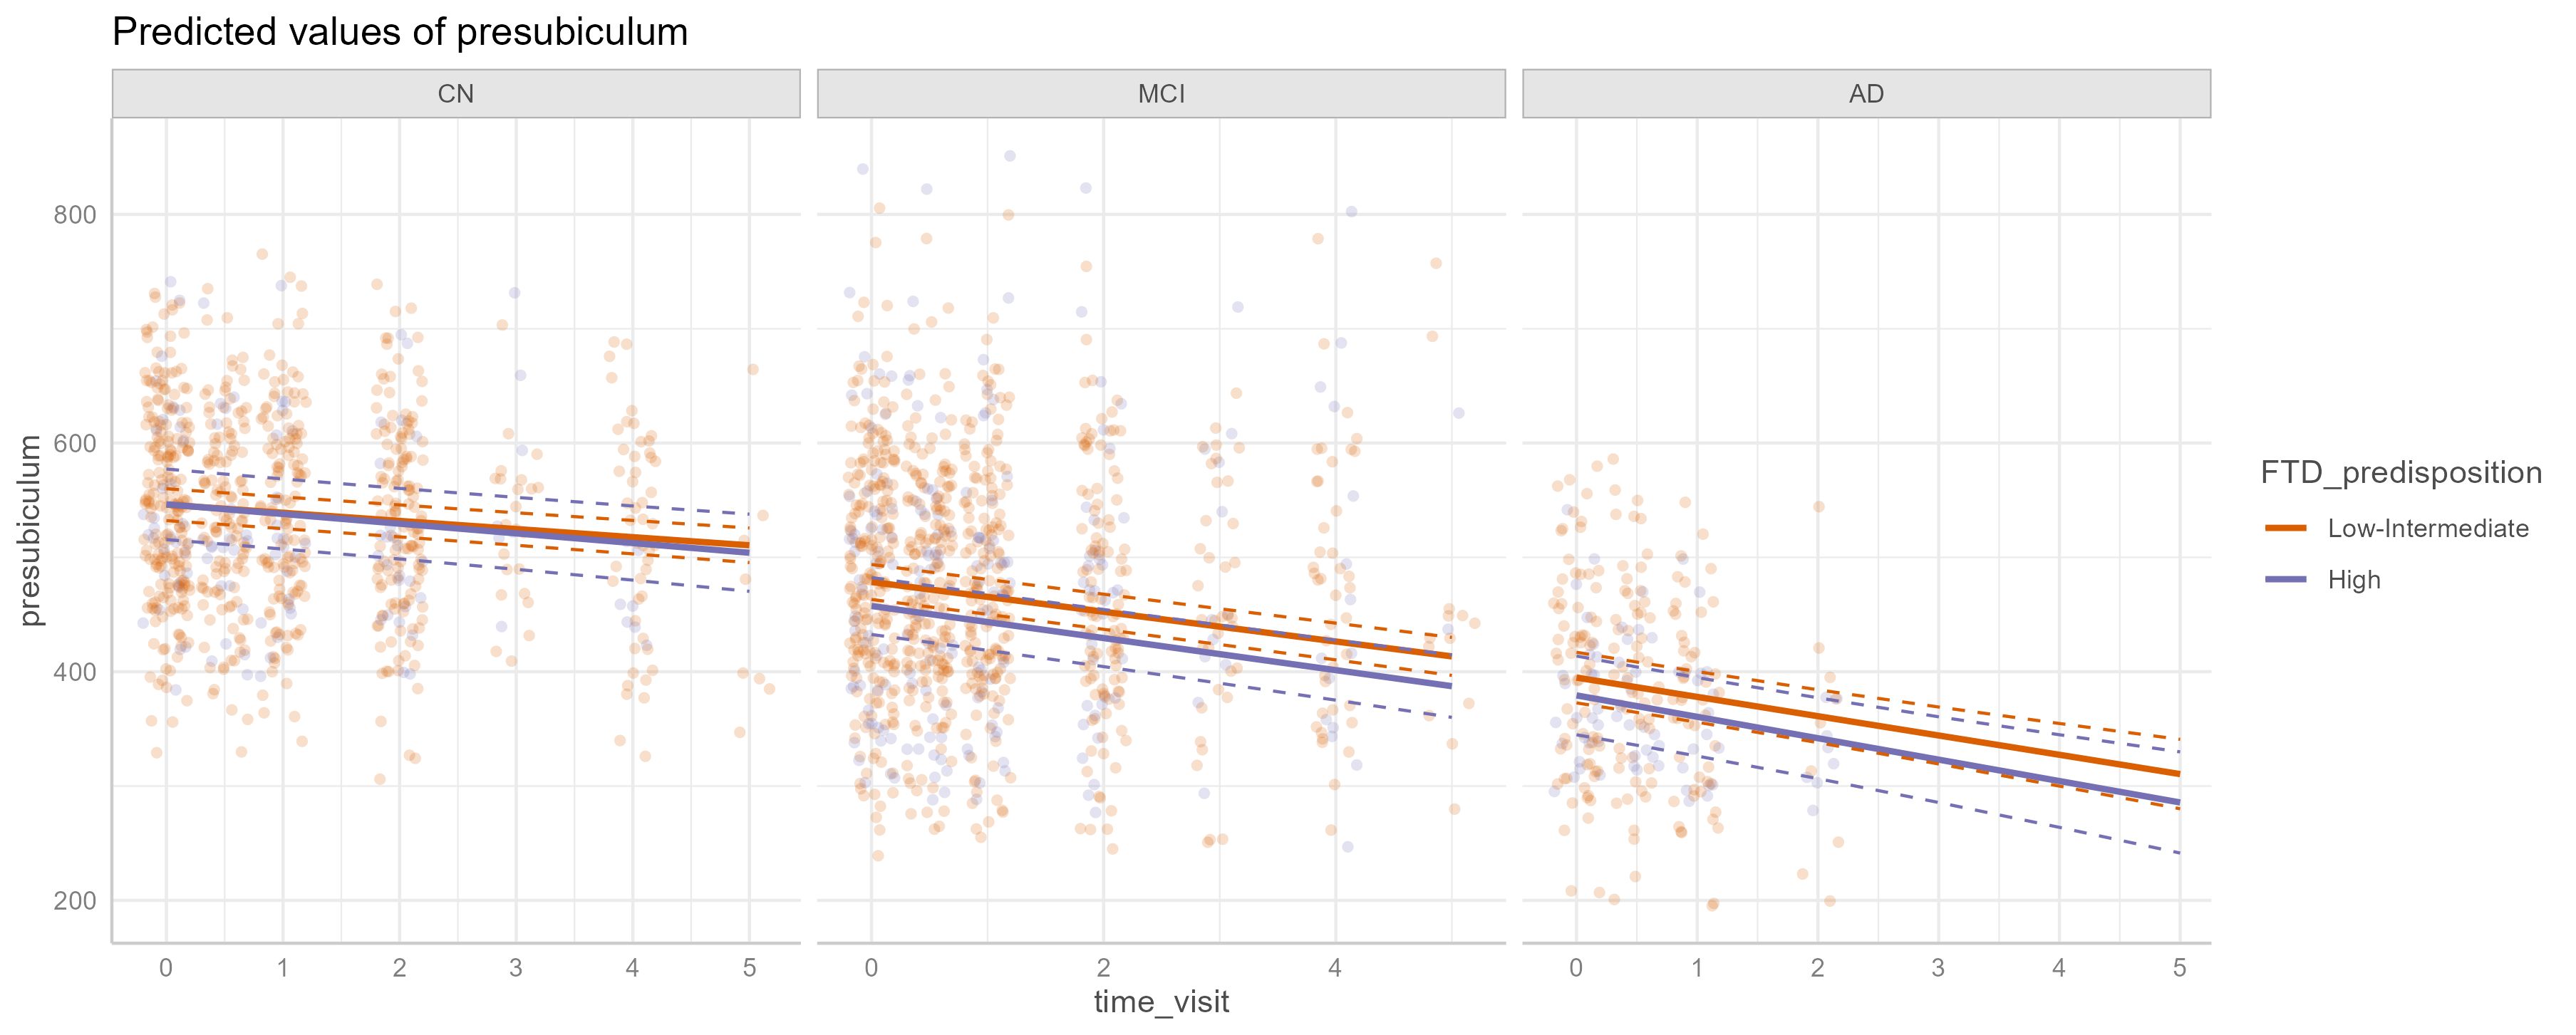 Predicted values of presubiculum
CN
MCI
AD
800
600
400
200
presubiculum
0 1 2 3 4 5
0 2 4
0 1 2 3 4 5
time_visit
FTD_predisposition
Low-Intermediate
High